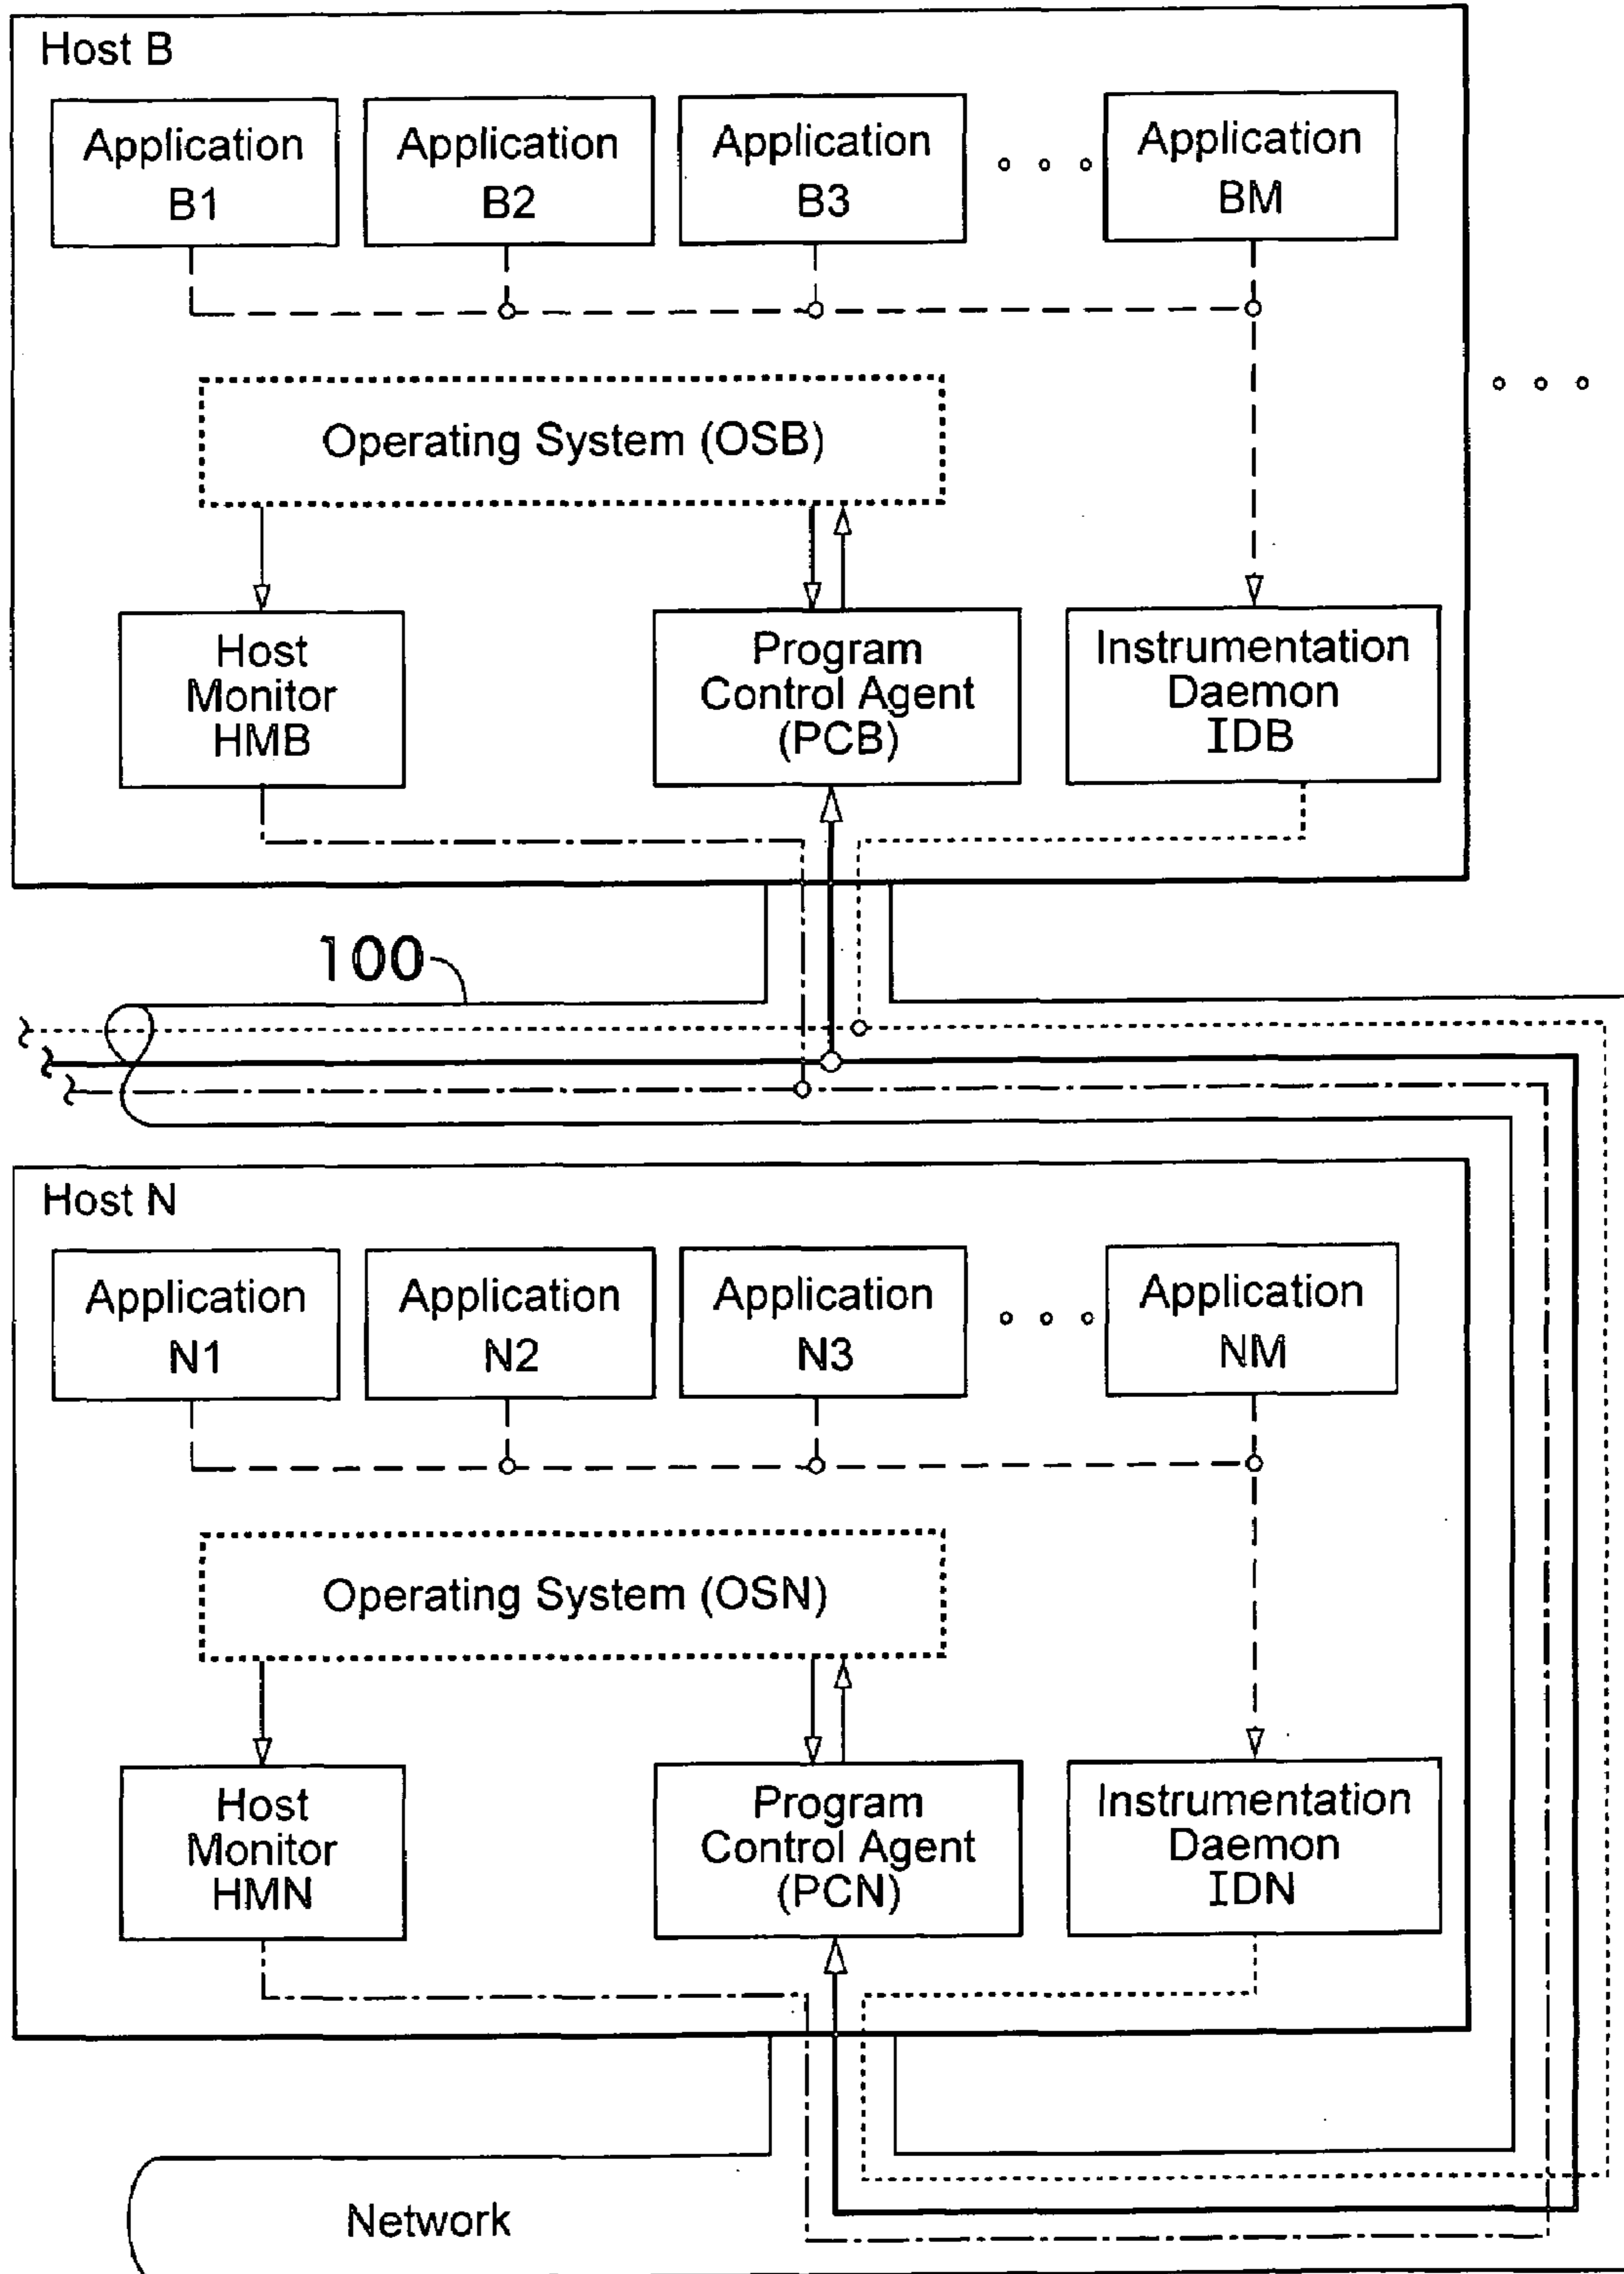 Host B
Application
B1
Application
B2
Application
B3
Application
BM
Operating System (OSB)
Host
Monitor
HMB
Program
Control Agent
(PCB)
Instrumentation
Daemon
IDB
100
Host N
Application
N1
Application
N2
Application
N3
Application
NM
Operating System (OSN)
Host
Monitor
HMN
Program
Control Agent
(PCN)
Instrumentation
Daemon
IDN
Network